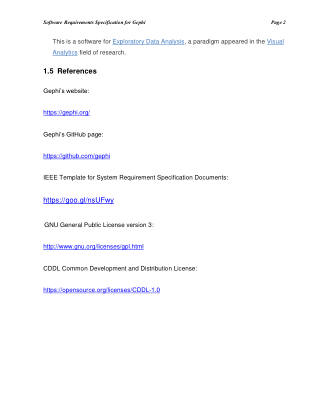 Software Requirements Specification for Gephi Page 2
This is a software for Exploratory Data Analysis, a paradigm appeared in the Visual
Analytics field of research.
1.5 References
Gephi's website:
https://gephi.org/
Gephi's GitHub page:
https://github.com/gephi
IEEE Template for System Requirement Specification Documents:
https://goo.gl/nsUFwy
GNU General Public License version 3:
http://www.gnu.org/licenses/gpl.html
CDDL Common Development and Distribution License:
https://opensource.org/licenses/CDDL-1.0